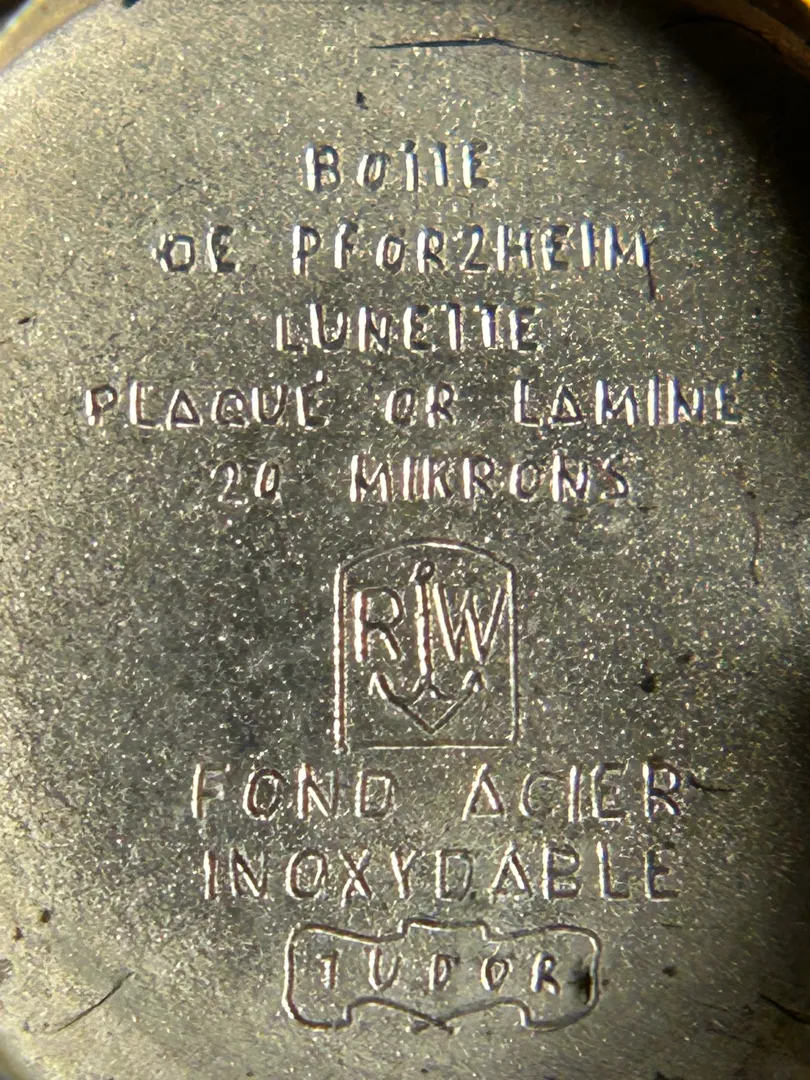 BOITE
DE PFORZHEIM
LUNETTE
PLAQUÉ OR LAMINÉ
20 MIKRONS
RW
FOND ACIER
INOXYDABLE
TUDOR